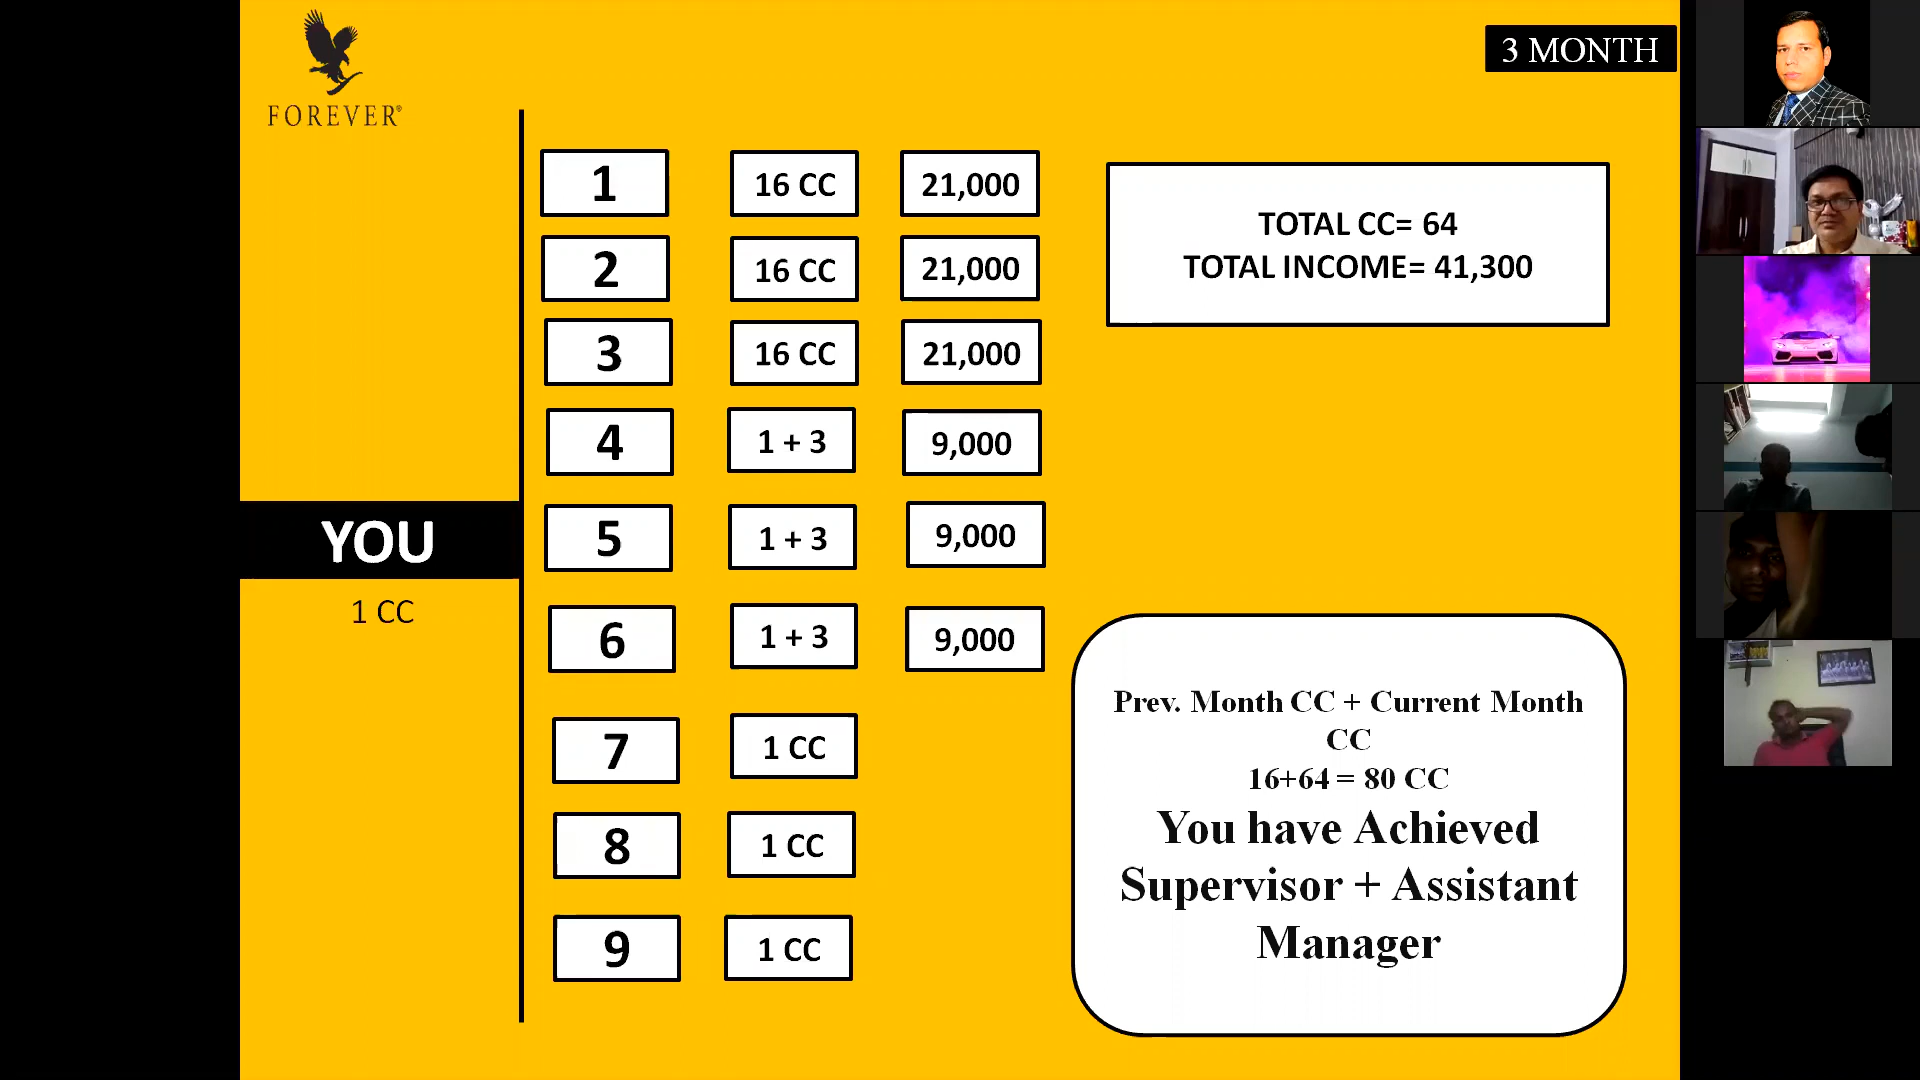 FOREVER®
3 MONTH
1 16 CC 21,000
2 16 CC 21,000
3 16 CC 21,000
4 1 + 3 9,000
5 1 + 3 9,000
6 1 + 3 9,000
7 1 CC
8 1 CC
9 1 CC
YOU
1 CC
TOTAL CC= 64
TOTAL INCOME= 41,300
Prev. Month CC + Current Month
CC
16+64 = 80 CC
You have Achieved
Supervisor + Assistant
Manager